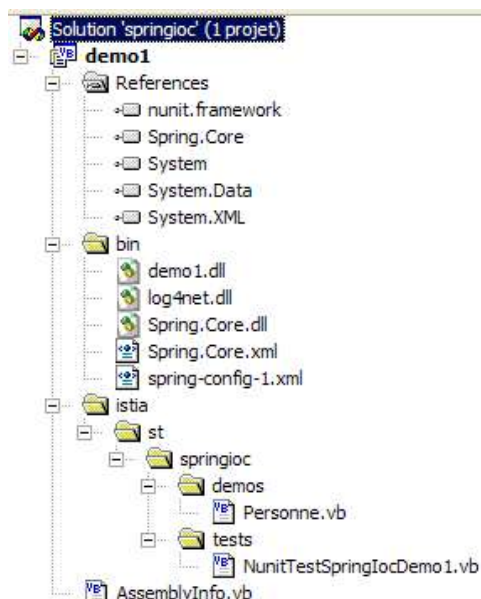 Solution 'springioc' (1 projet)
demo1
References
nunit.framework
Spring.Core
System
System.Data
System.XML
bin
demo1.dll
log4net.dll
Spring.Core.dll
Spring.Core.xml
spring-config-1.xml
istia
st
springioc
demos
Personne.vb
tests
NunitTestSpringIocDemo1.vb
AssemblyInfo.vb